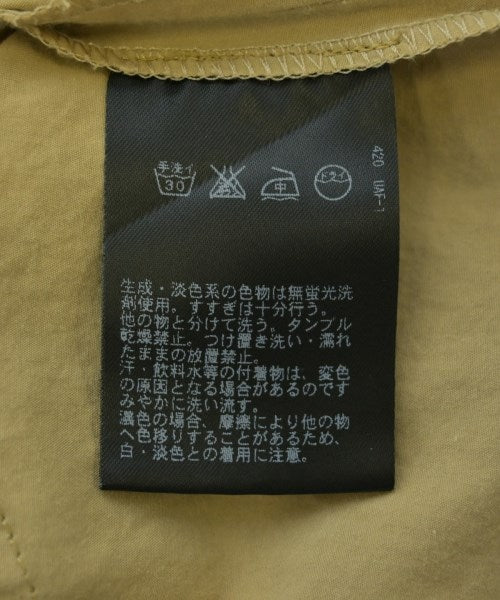 手洗イ
30
中
ドライ
420 UAF-1
生成・淡色系の色物は無蛍光洗
剤使用。すすぎは十分行う。
他の物と分けて洗う。タンブル
乾燥禁止。つけ置き洗い・濡れ
たままの放置禁止。
汗・飲料水等の付着物は、変色
の原因となる場合があるのです
みやかに洗い流す。
濃色の場合、摩擦により他の物
へ色移りすることがあるため、
白・淡色との着用に注意。